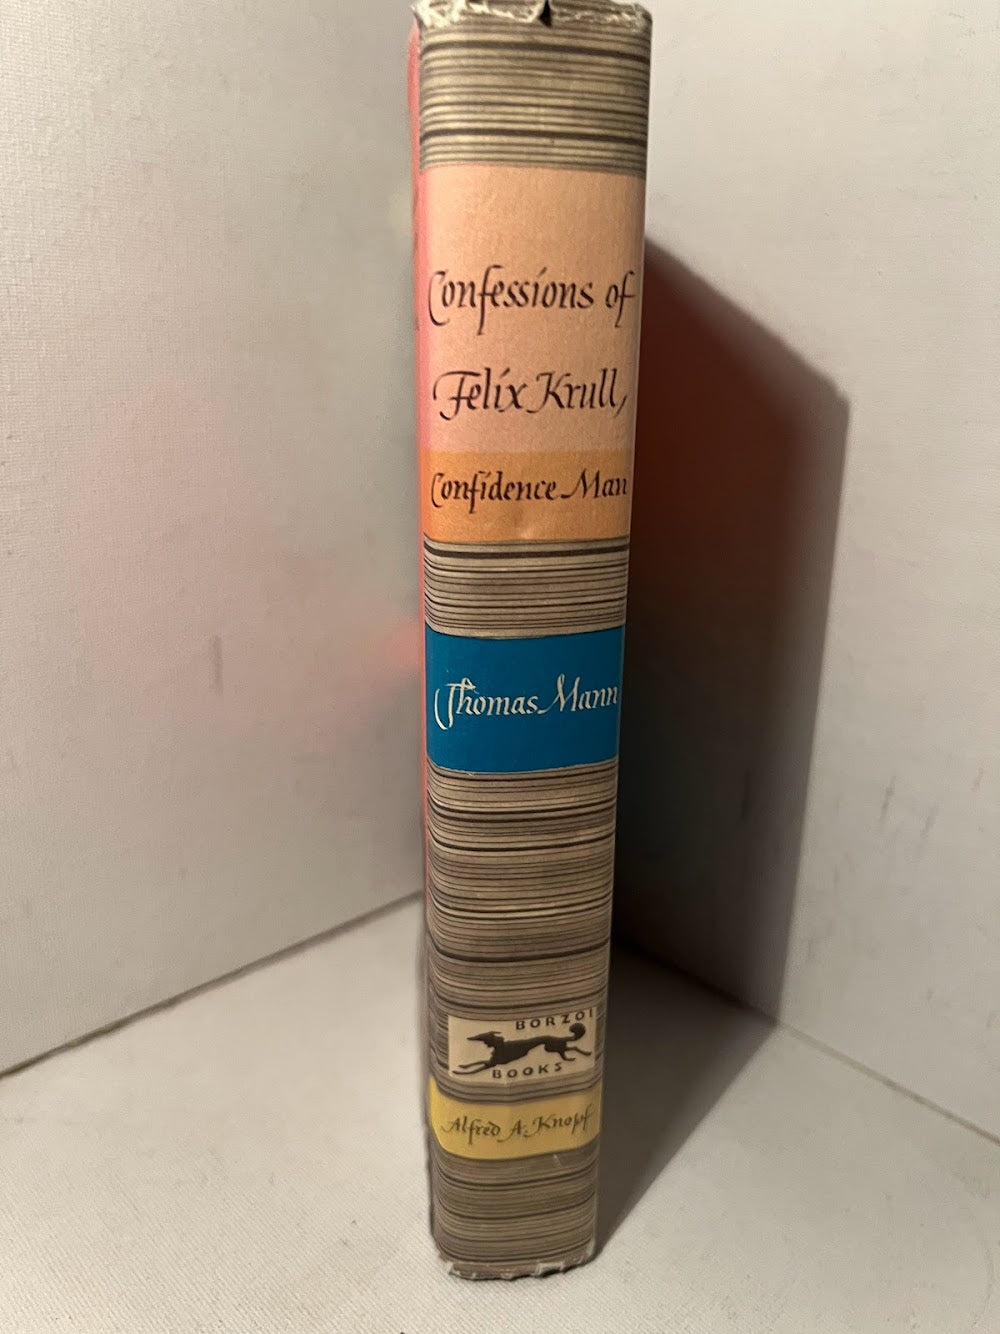 Confessions of
Felix Krull,
Confidence Man
Thomas Mann
BORZOI
BOOKS
Alfred A. Knopf